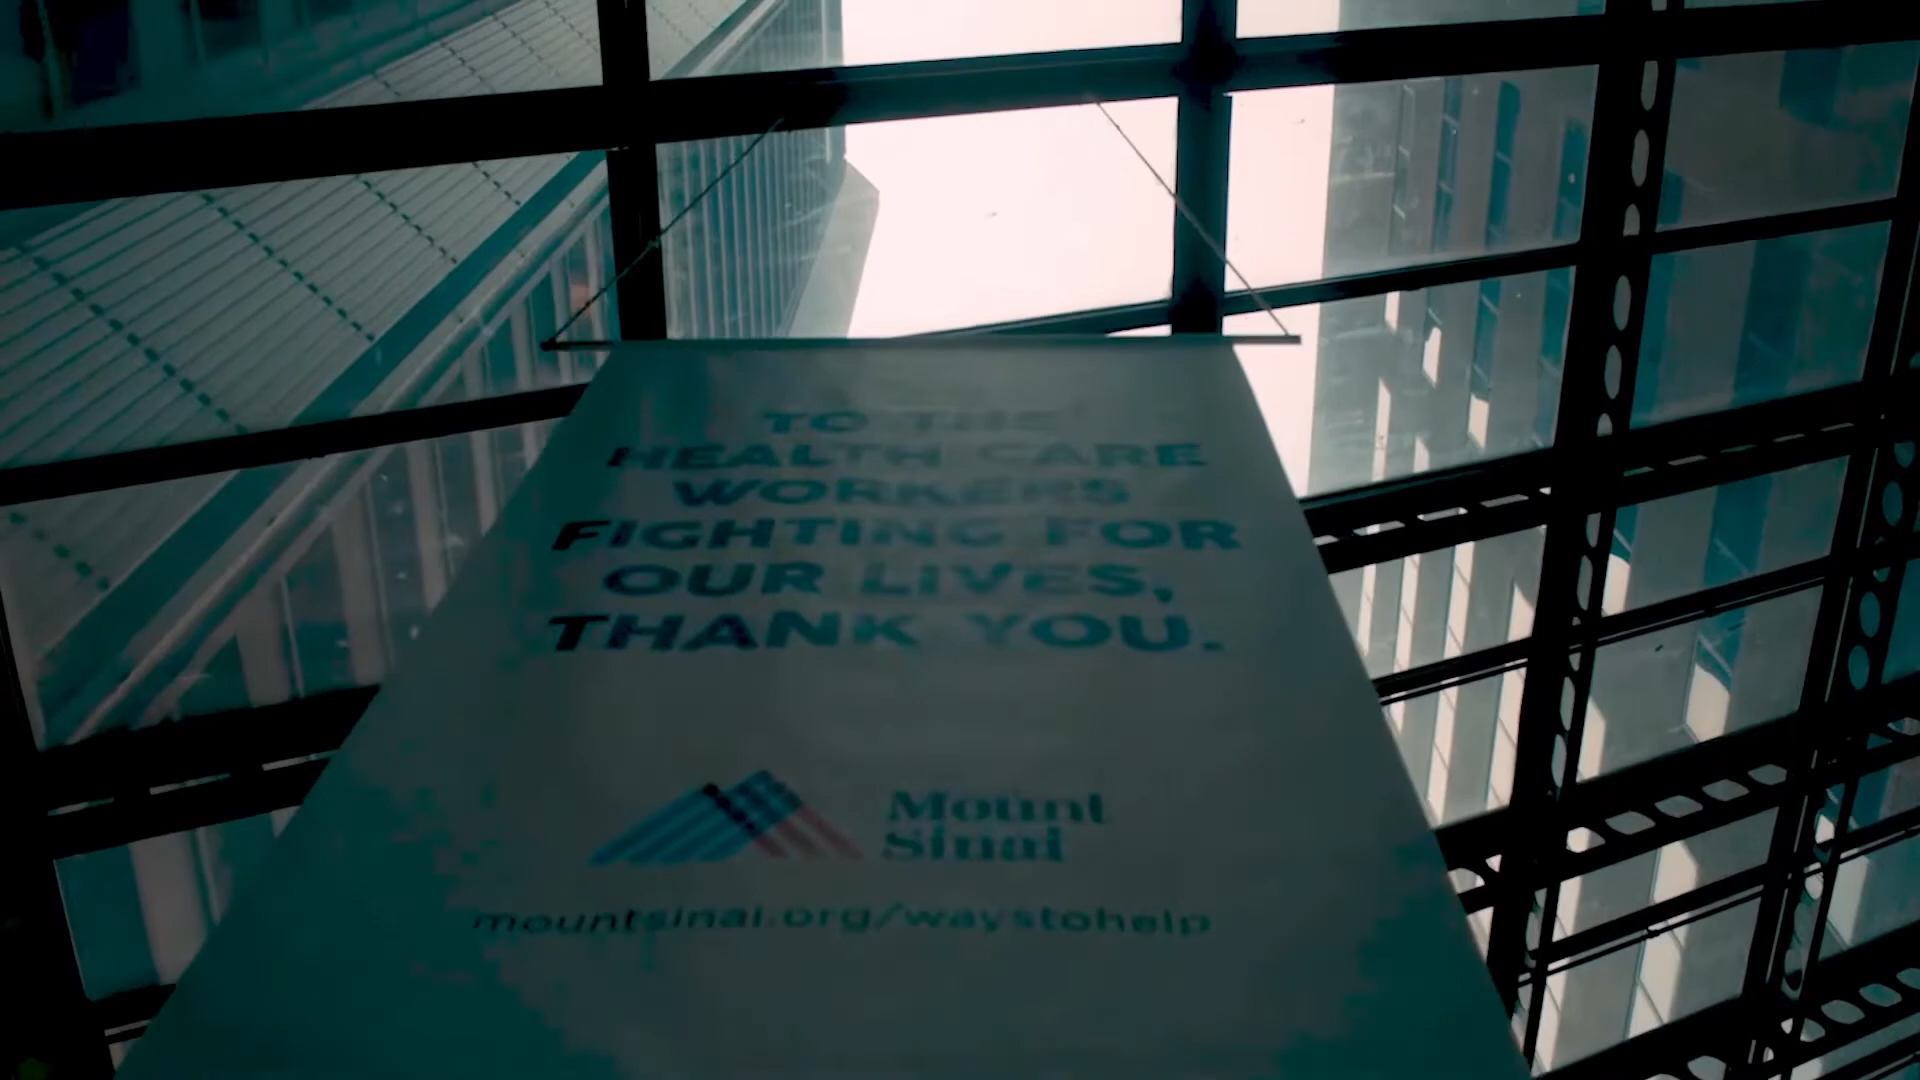 TO THE
HEALTH CARE
WORKERS
FIGHTING FOR
OUR LIVES,
THANK YOU.
Mount
Sinai
mountsinai.org/waystohelp